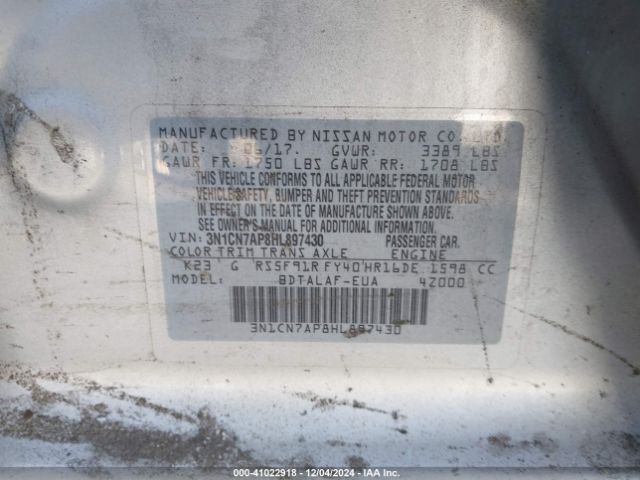 MANUFACTURED BY NISSAN MOTOR CO., LTD.
DATE: 06/17. GVWR: 3389 LBS
GAWR FR: 1750 LBS GAWR RR: 1708 LBS
THIS VEHICLE CONFORMS TO ALL APPLICABLE FEDERAL MOTOR
VEHICLE SAFETY, BUMPER AND THEFT PREVENTION STANDARDS
IN EFFECT ON THE DATE OF MANUFACTURE SHOWN ABOVE.
SEE OWNER'S MANUAL FOR ADDITIONAL INFORMATION.
VIN: 3N1CN7AP8HL897430 PASSENGER CAR.
COLOR TRIM TRANS AXLE ENGINE
K23 G RS5F91R FY40 HR16DE 1598 CC
MODEL: BDTALAF-EUA 4Z000
3N1CN7AP8HL897430
000-41022918 - 12/04/2024 - IAA Inc.